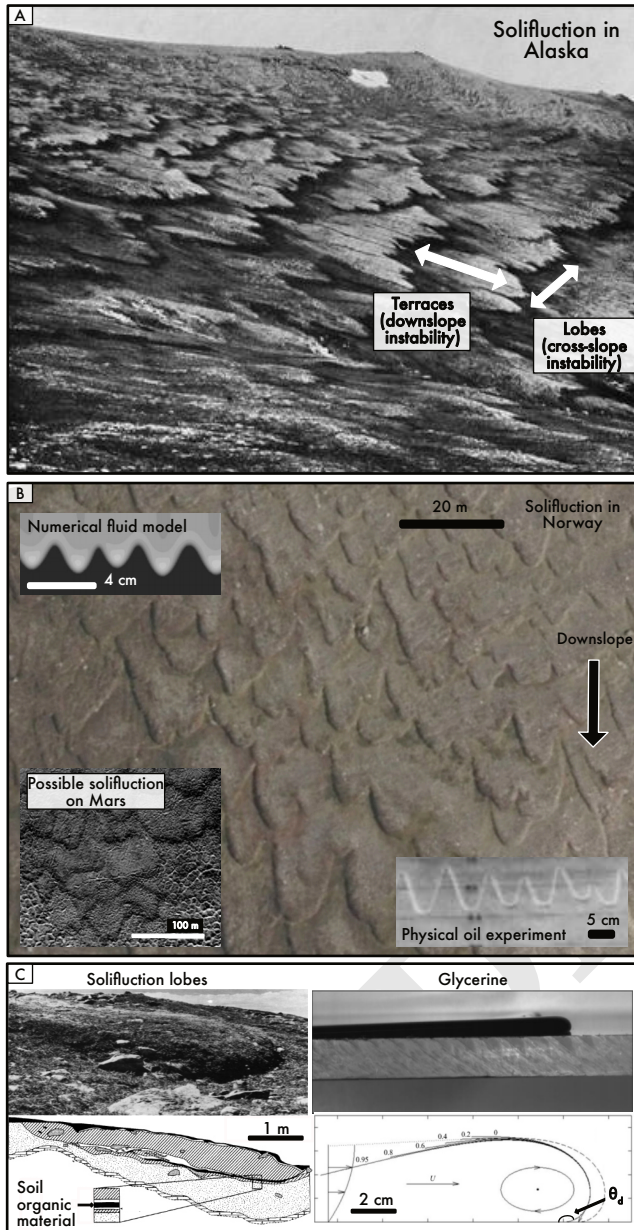 A
Solifluction in
Alaska
Terraces
(downslope
instability)
Lobes
(cross-slope
instability)
B
Numerical fluid model
4 cm
20 m
Solifluction in
Norway
Downslope
Possible solifluction
on Mars
100 m
5 cm
Physical oil experiment
C
Solifluction lobes
Glycerine
1 m
Soil
organic
material
0.95
0.8
0.6
0.4
0.2
0
U
2 cm
θd